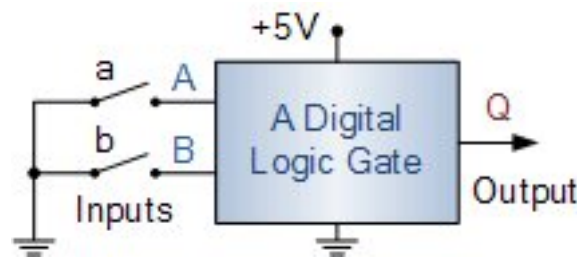 +5V
a
A
A Digital
Logic Gate
Q
b
B
Inputs
Output